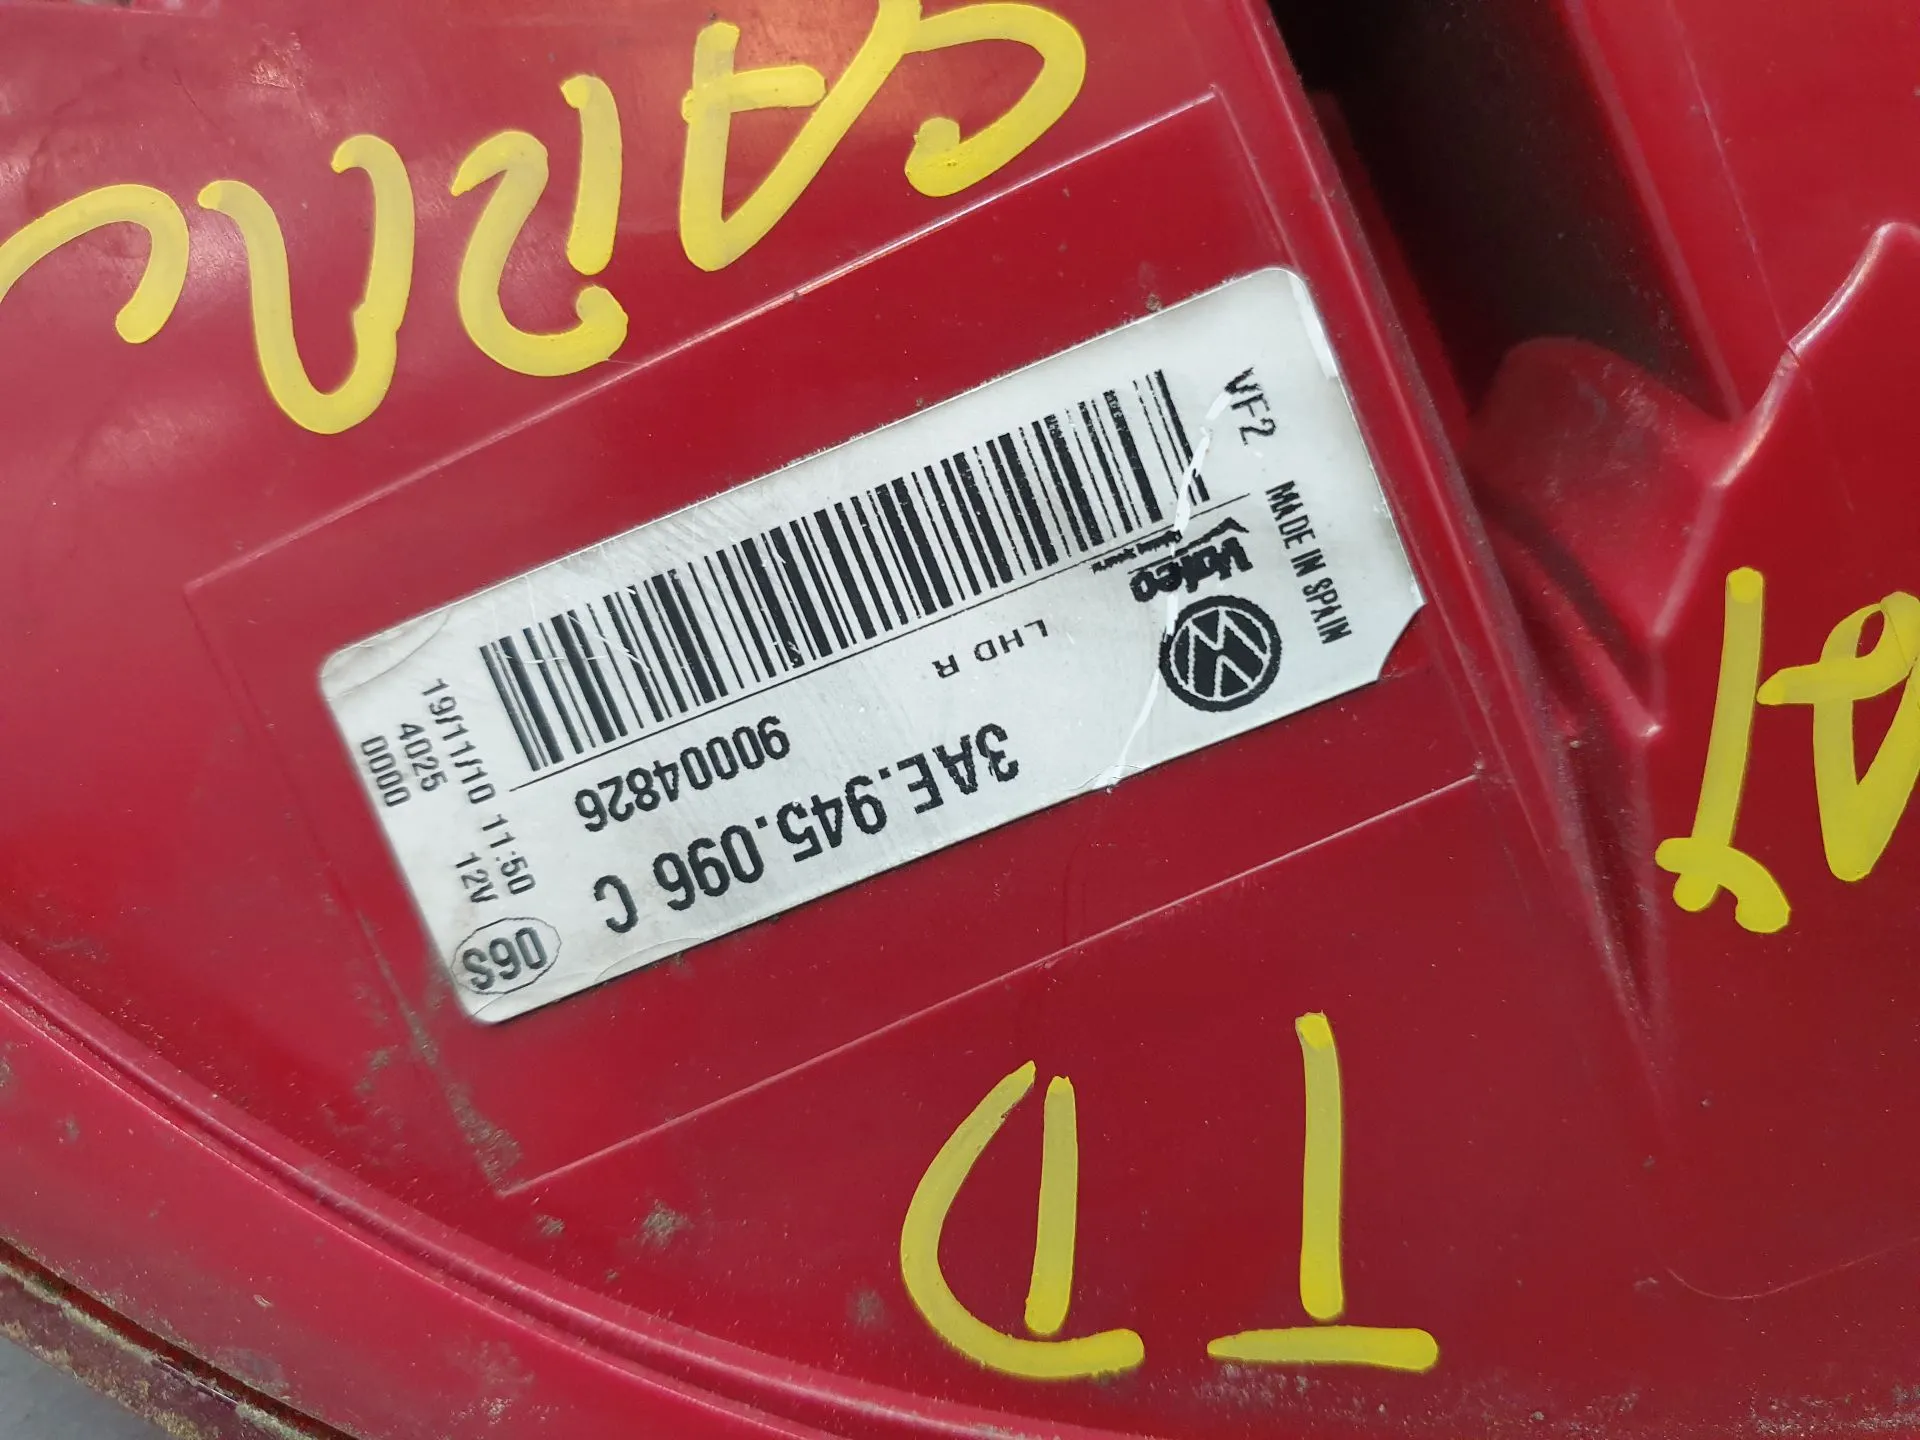 3AE.945.096 C
90004826
LHD R
Valeo
VF2
MADE IN SPAIN
19/11/10 11:50
12V
4025
0000
06S
TD